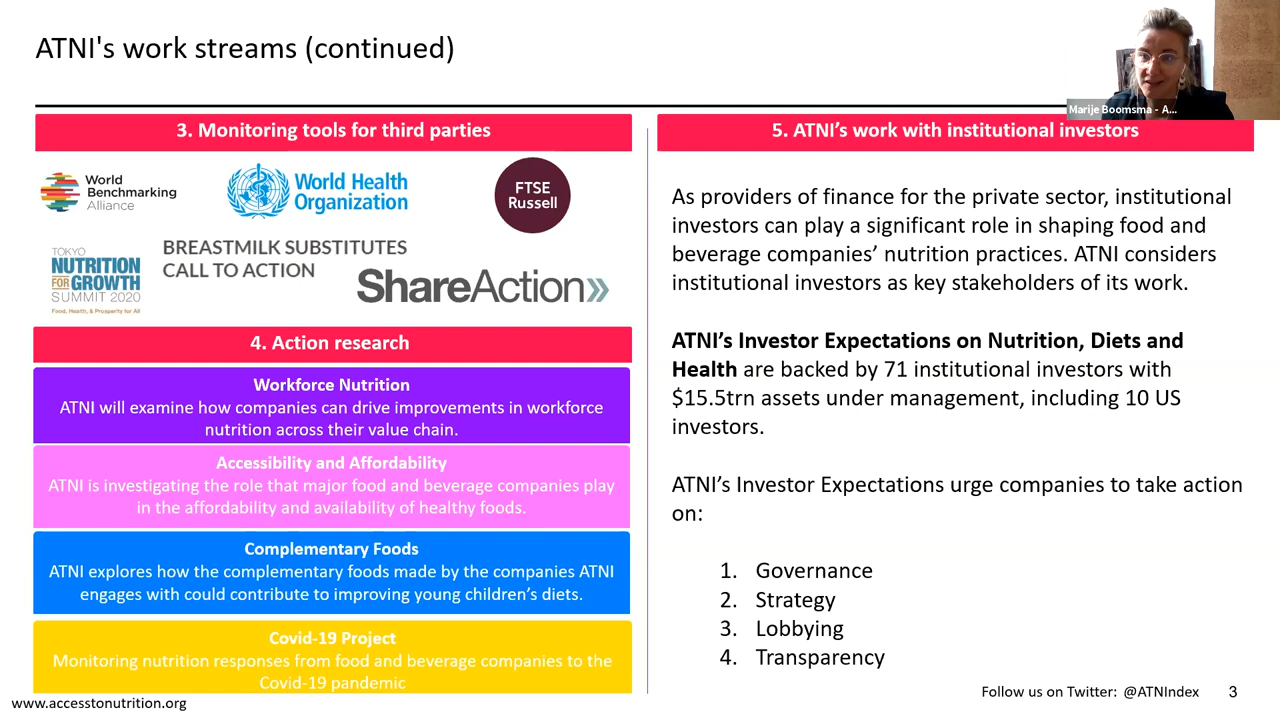 ATNI's work streams (continued)
Marije Boomsma - A...
3. Monitoring tools for third parties
World
Benchmarking
Alliance
World Health
Organization
FTSE
Russell
TOKYO
NUTRITION
FOR GROWTH
SUMMIT 2020
Food, Health, & Prosperity for All
BREASTMILK SUBSTITUTES
CALL TO ACTION
ShareAction»
4. Action research
Workforce Nutrition
ATNI will examine how companies can drive improvements in workforce
nutrition across their value chain.
Accessibility and Affordability
ATNI is investigating the role that major food and beverage companies play
in the affordability and availability of healthy foods.
Complementary Foods
ATNI explores how the complementary foods made by the companies ATNI
engages with could contribute to improving young children's diets.
Covid-19 Project
Monitoring nutrition responses from food and beverage companies to the
Covid-19 pandemic
5. ATNI's work with institutional investors
As providers of finance for the private sector, institutional
investors can play a significant role in shaping food and
beverage companies' nutrition practices. ATNI considers
institutional investors as key stakeholders of its work.
ATNI's Investor Expectations on Nutrition, Diets and
Health are backed by 71 institutional investors with
$15.5trn assets under management, including 10 US
investors.
ATNI's Investor Expectations urge companies to take action
on:
1. Governance
2. Strategy
3. Lobbying
4. Transparency
www.accesstonutrition.org
Follow us on Twitter: @ATNIndex 3